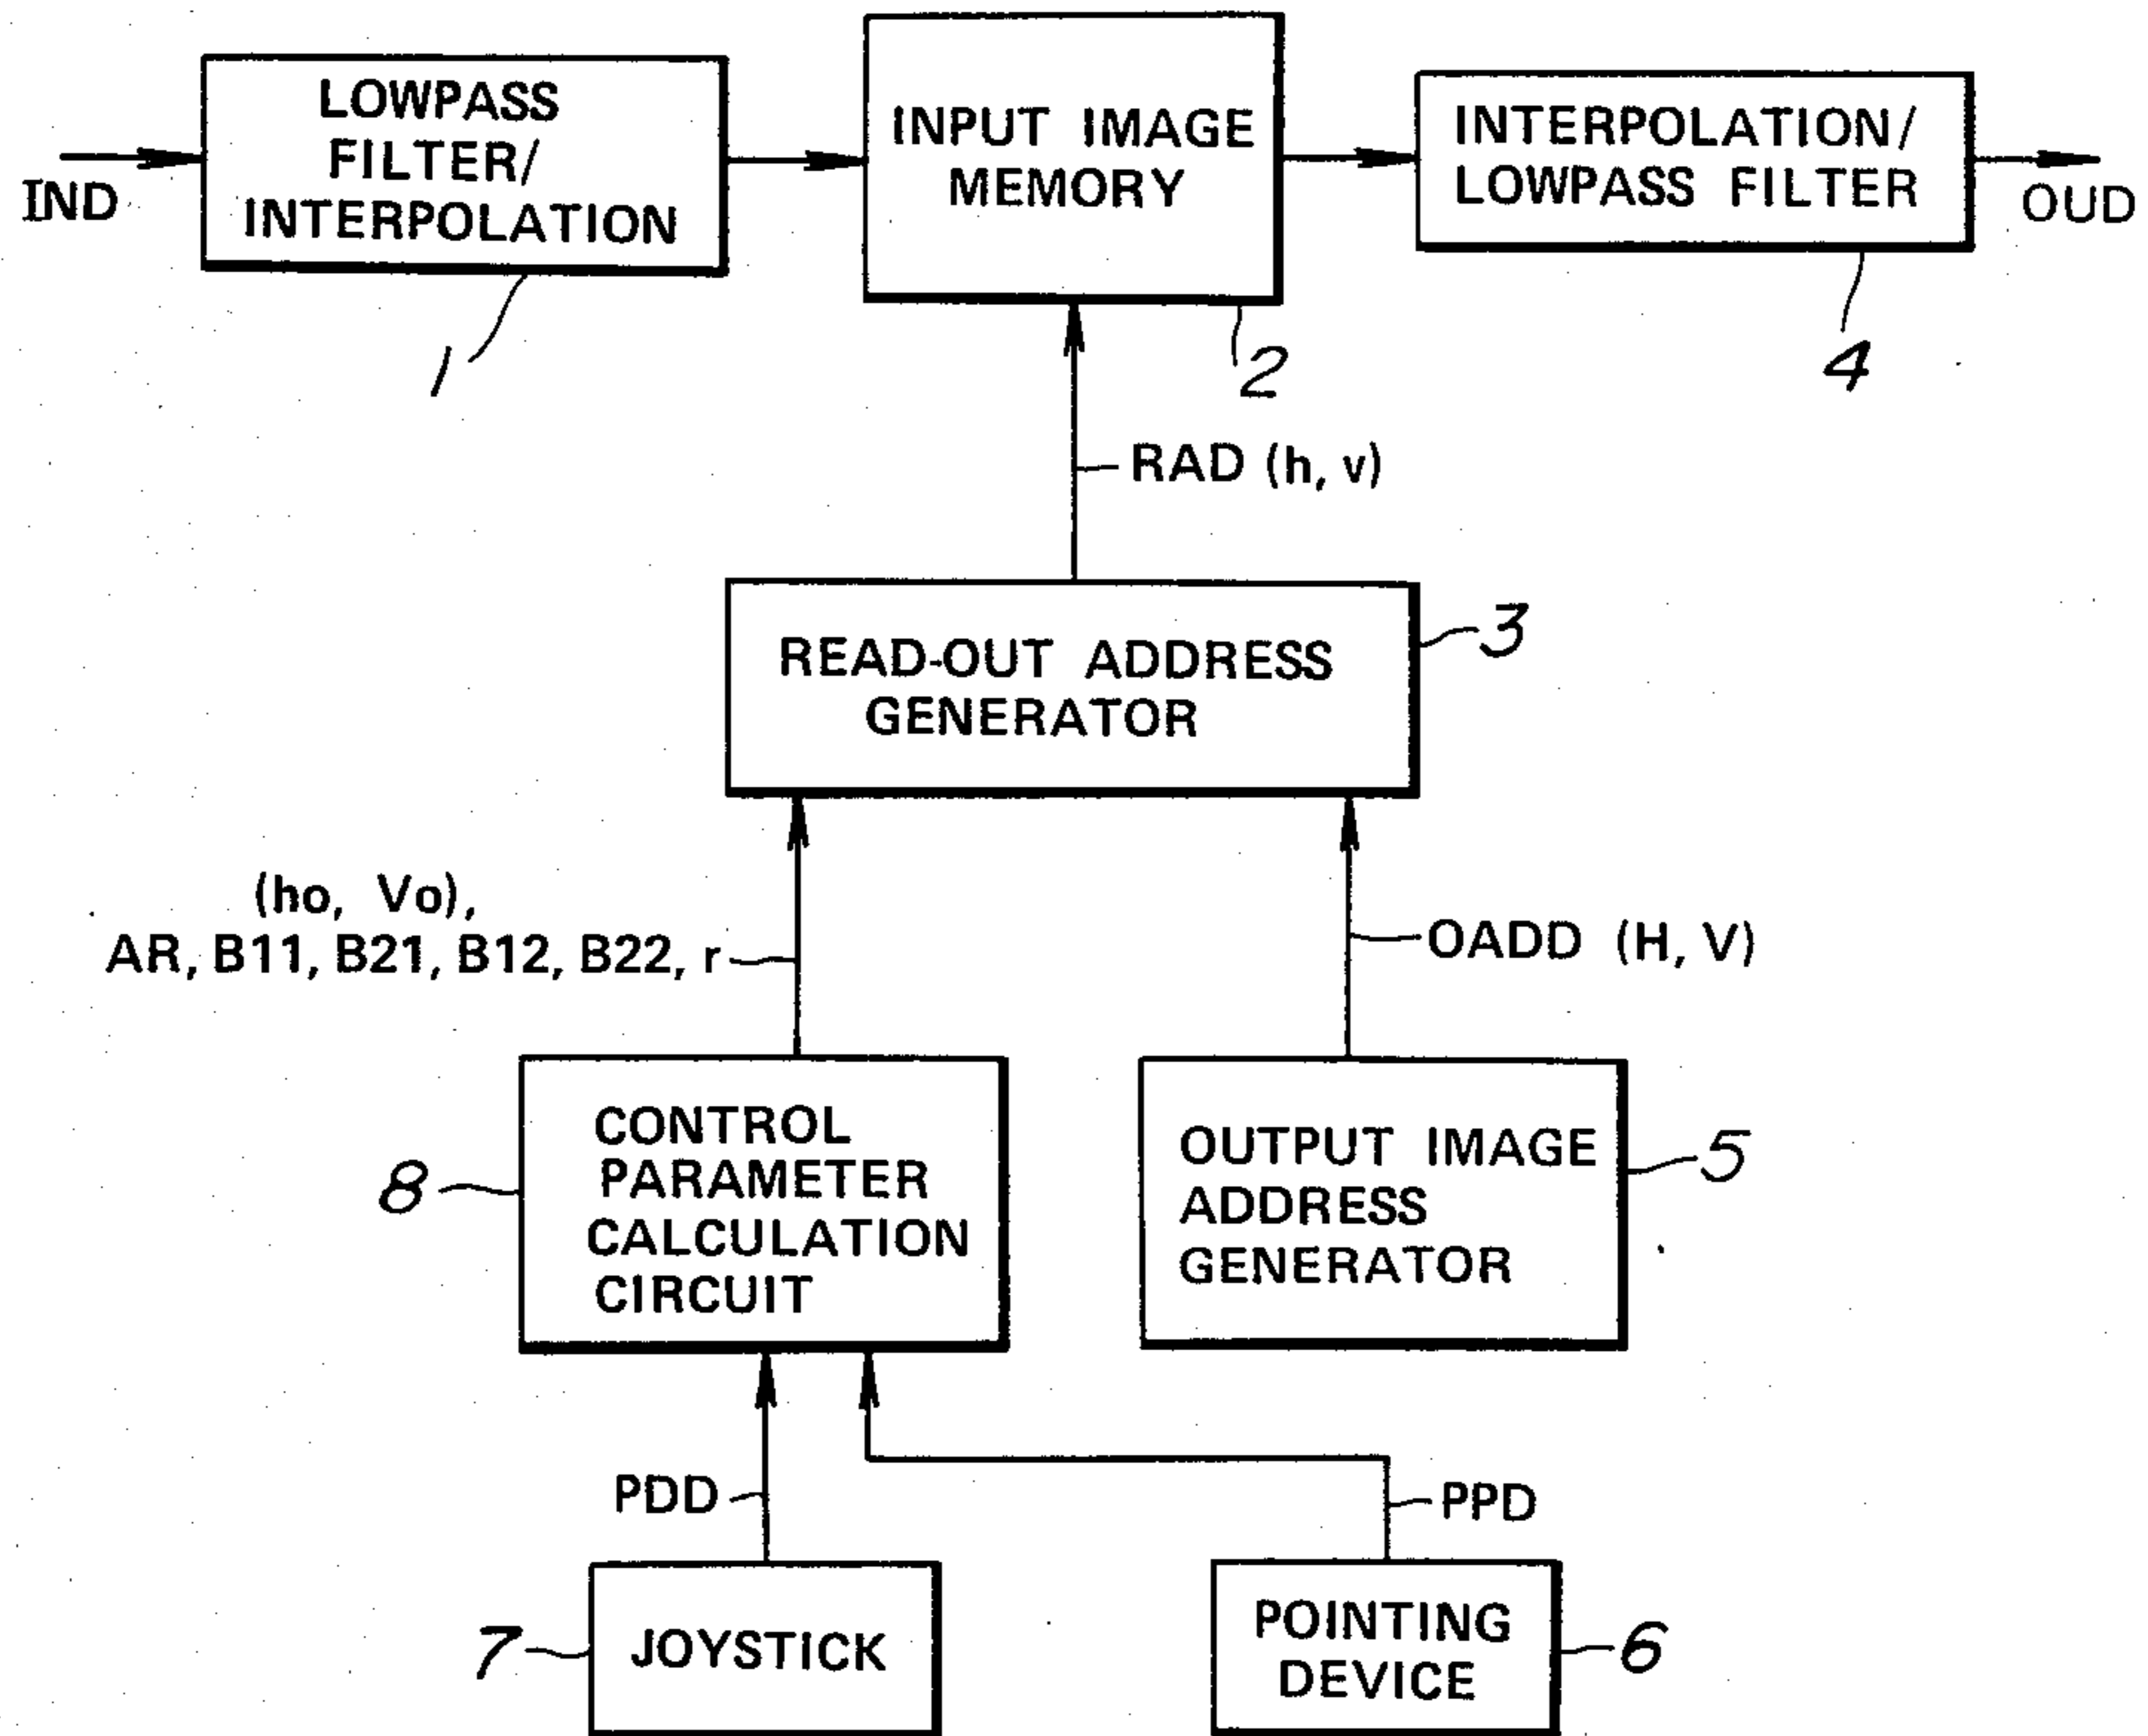 LOWPASS
FILTER/
INTERPOLATION
INPUT IMAGE
MEMORY
INTERPOLATION/
LOWPASS FILTER
IND
OUD
1
2
4
RAD (h, v)
READ-OUT ADDRESS
GENERATOR
3
(ho, Vo),
AR, B11, B21, B12, B22, r
OADD (H, V)
CONTROL
PARAMETER
CALCULATION
CIRCUIT
8
OUTPUT IMAGE
ADDRESS
GENERATOR
5
PDD
PPD
7
JOYSTICK
POINTING
DEVICE
6